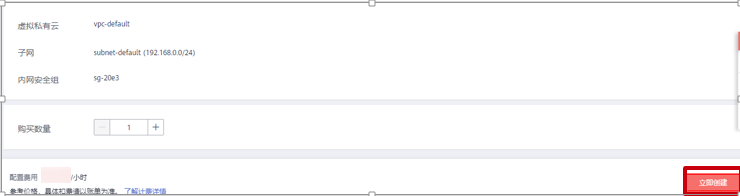 虚拟私有云 vpc-default
子网 subnet-default (192.168.0.0/24)
内网安全组 sg-20e3
购买数量 — 1 +
配置费用 /小时
立即创建
参考价格，具体扣费请以账单为准。 了解计费详情